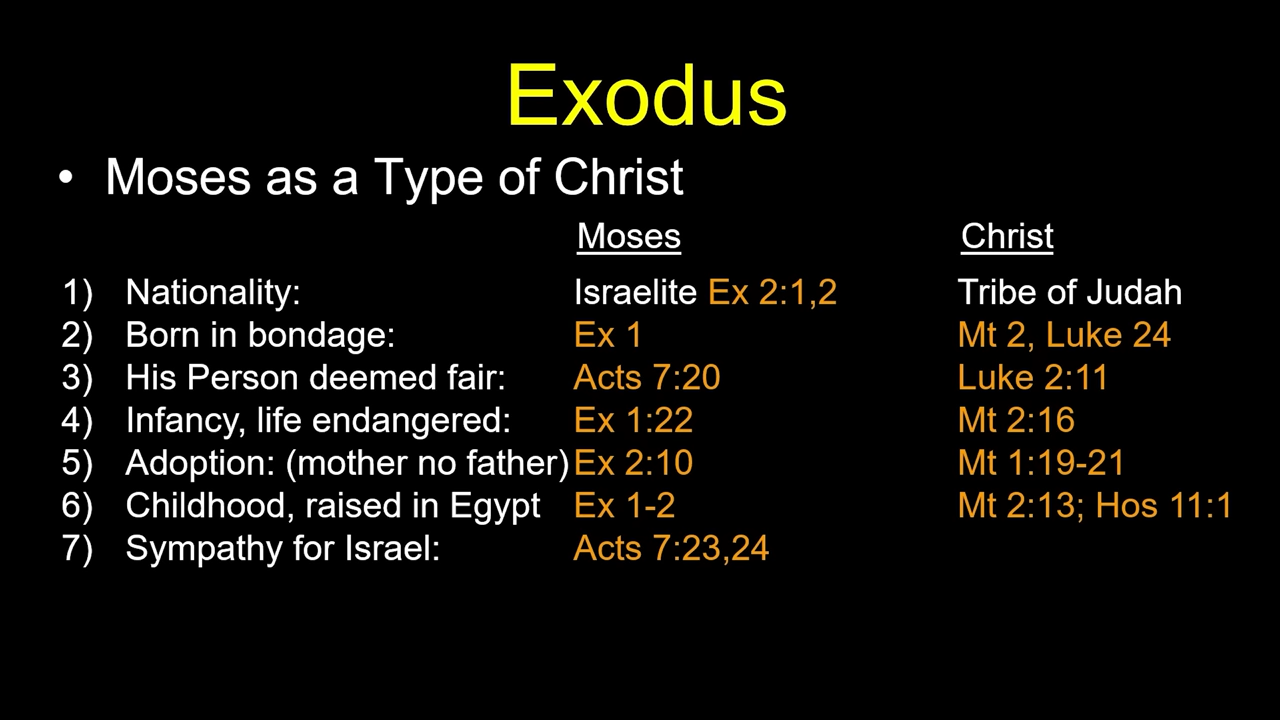 Exodus
• Moses as a Type of Christ
Moses Christ
1) Nationality: Israelite Ex 2:1,2 Tribe of Judah
2) Born in bondage: Ex 1 Mt 2, Luke 24
3) His Person deemed fair: Acts 7:20 Luke 2:11
4) Infancy, life endangered: Ex 1:22 Mt 2:16
5) Adoption: (mother no father) Ex 2:10 Mt 1:19-21
6) Childhood, raised in Egypt Ex 1-2 Mt 2:13; Hos 11:1
7) Sympathy for Israel: Acts 7:23,24